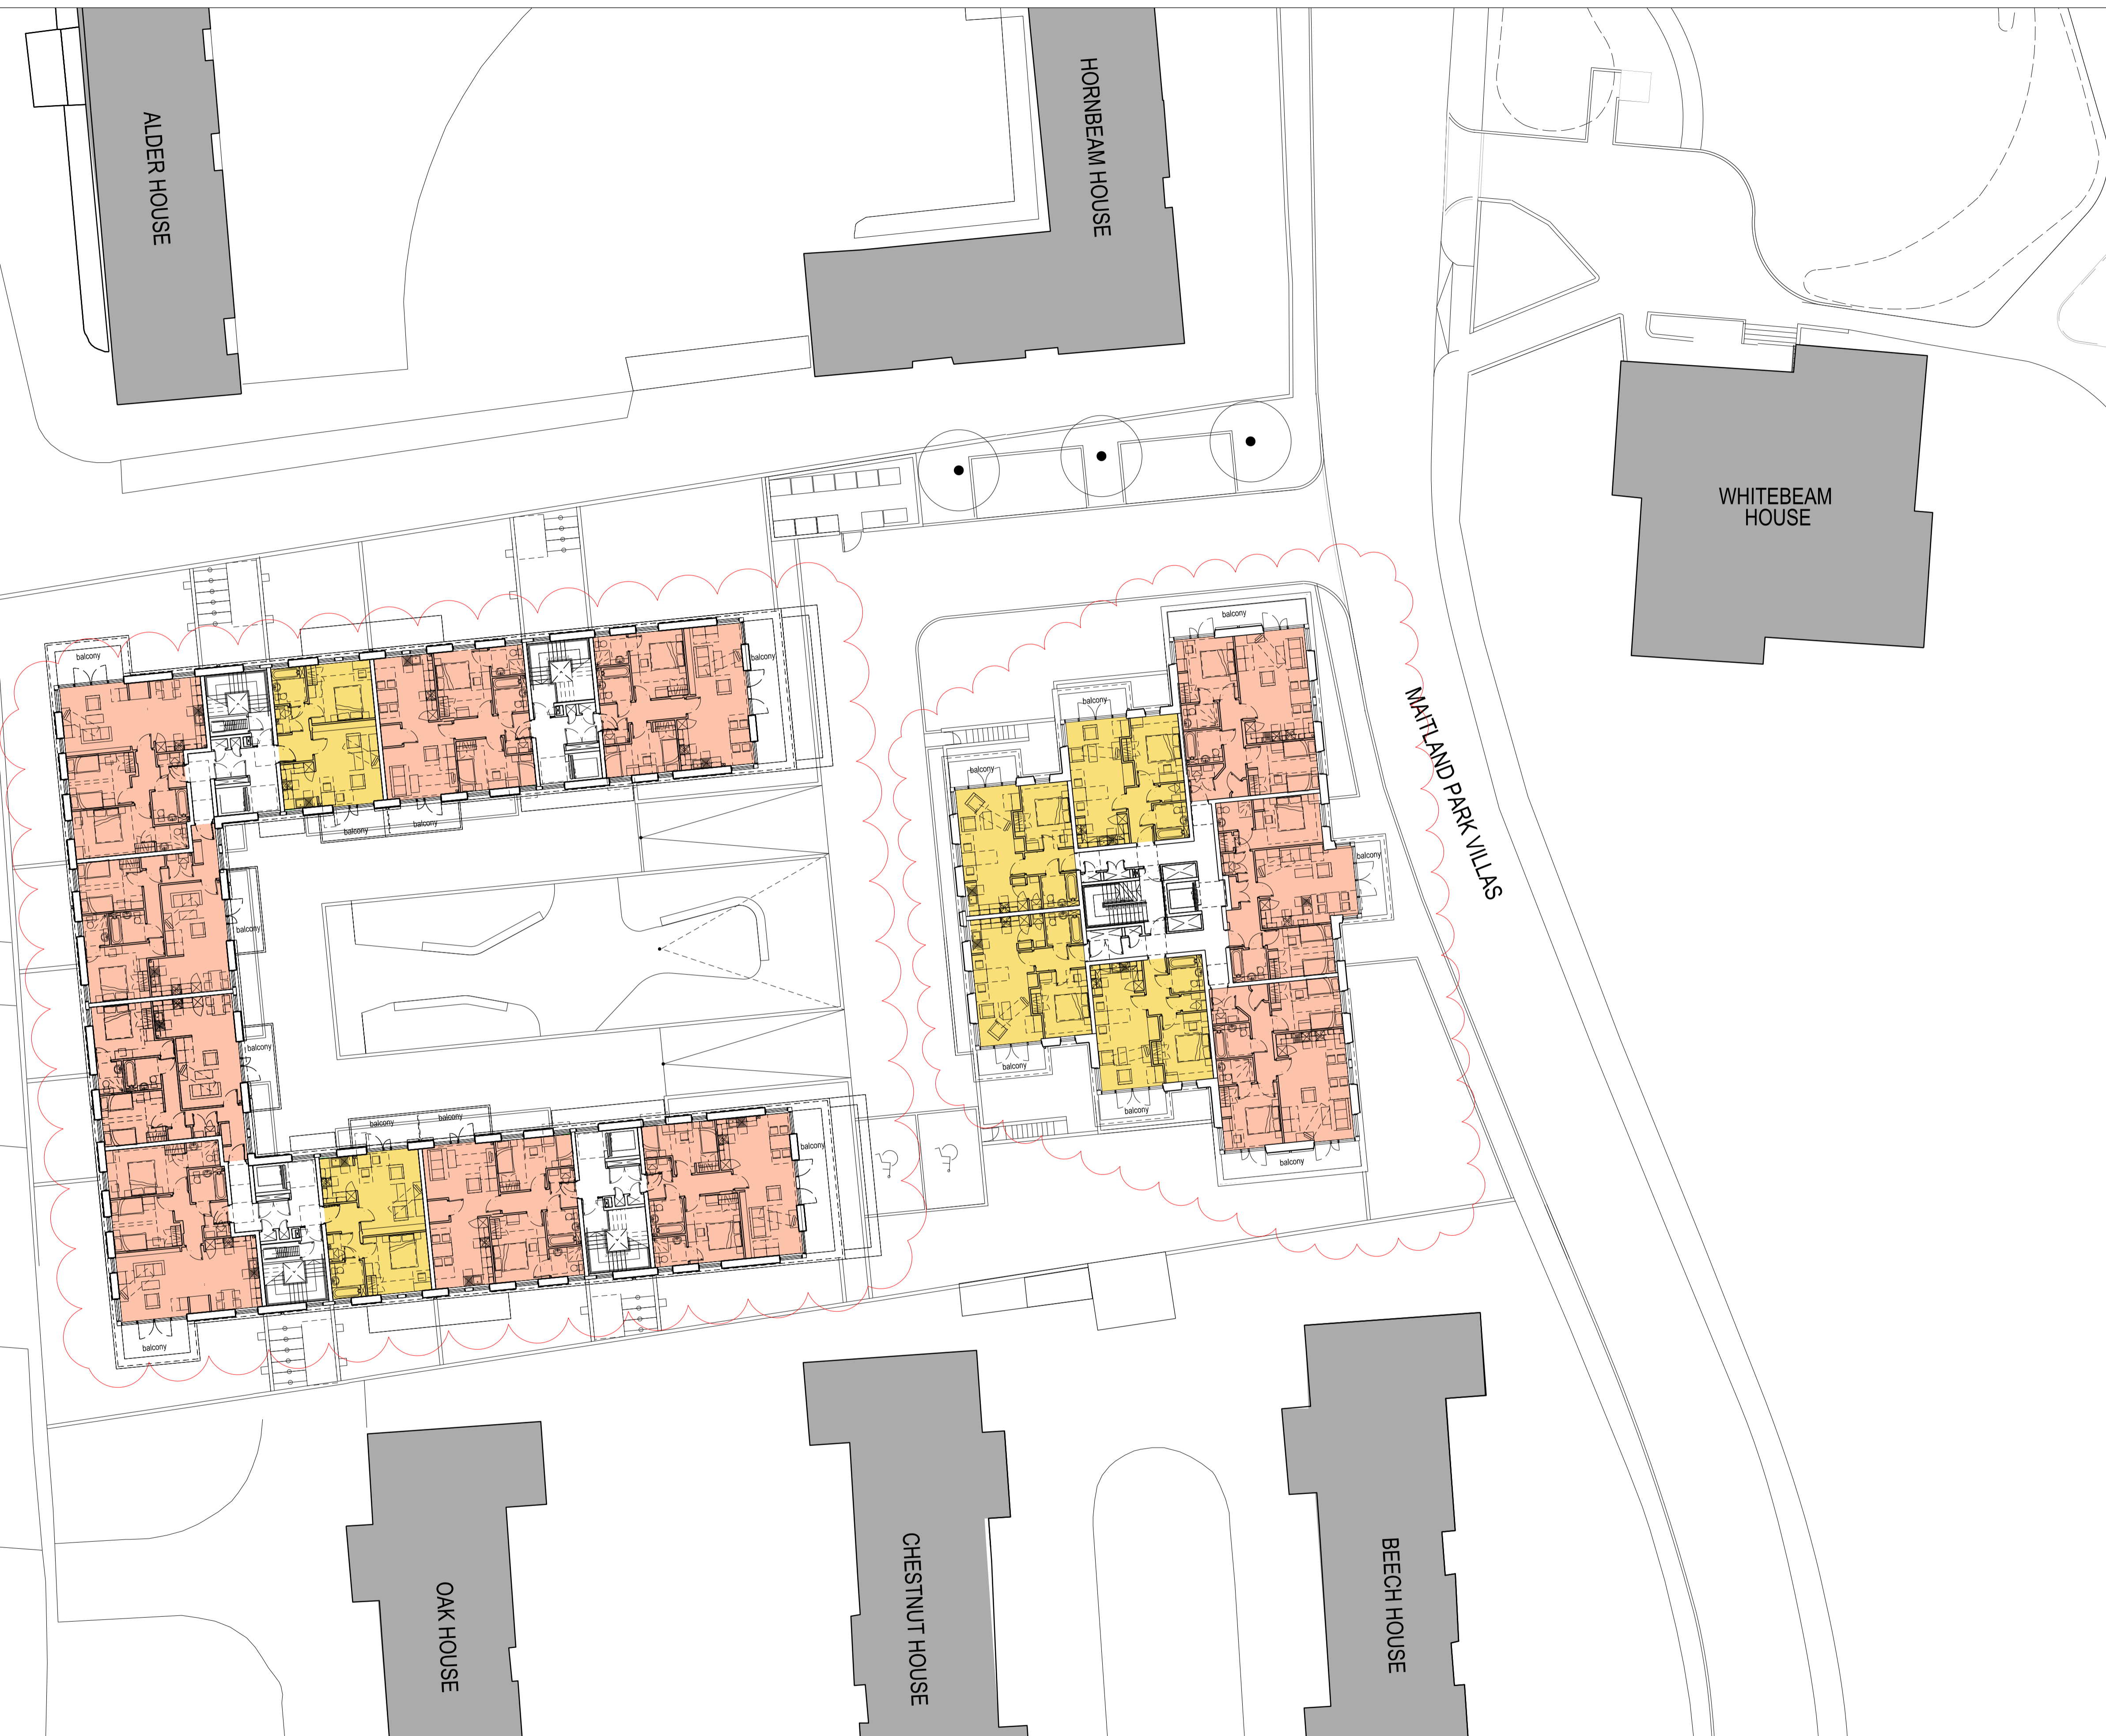 ALDER HOUSE
HORNBEAM HOUSE
WHITEBEAM
HOUSE
balcony
balcony
balcony
balcony
balcony
balcony
balcony
MAITLAND PARK VILLAS
balcony
balcony
balcony
balcony
balcony
balcony
balcony
balcony
balcony
balcony
balcony
OAK HOUSE
CHESTNUT HOUSE
BEECH HOUSE